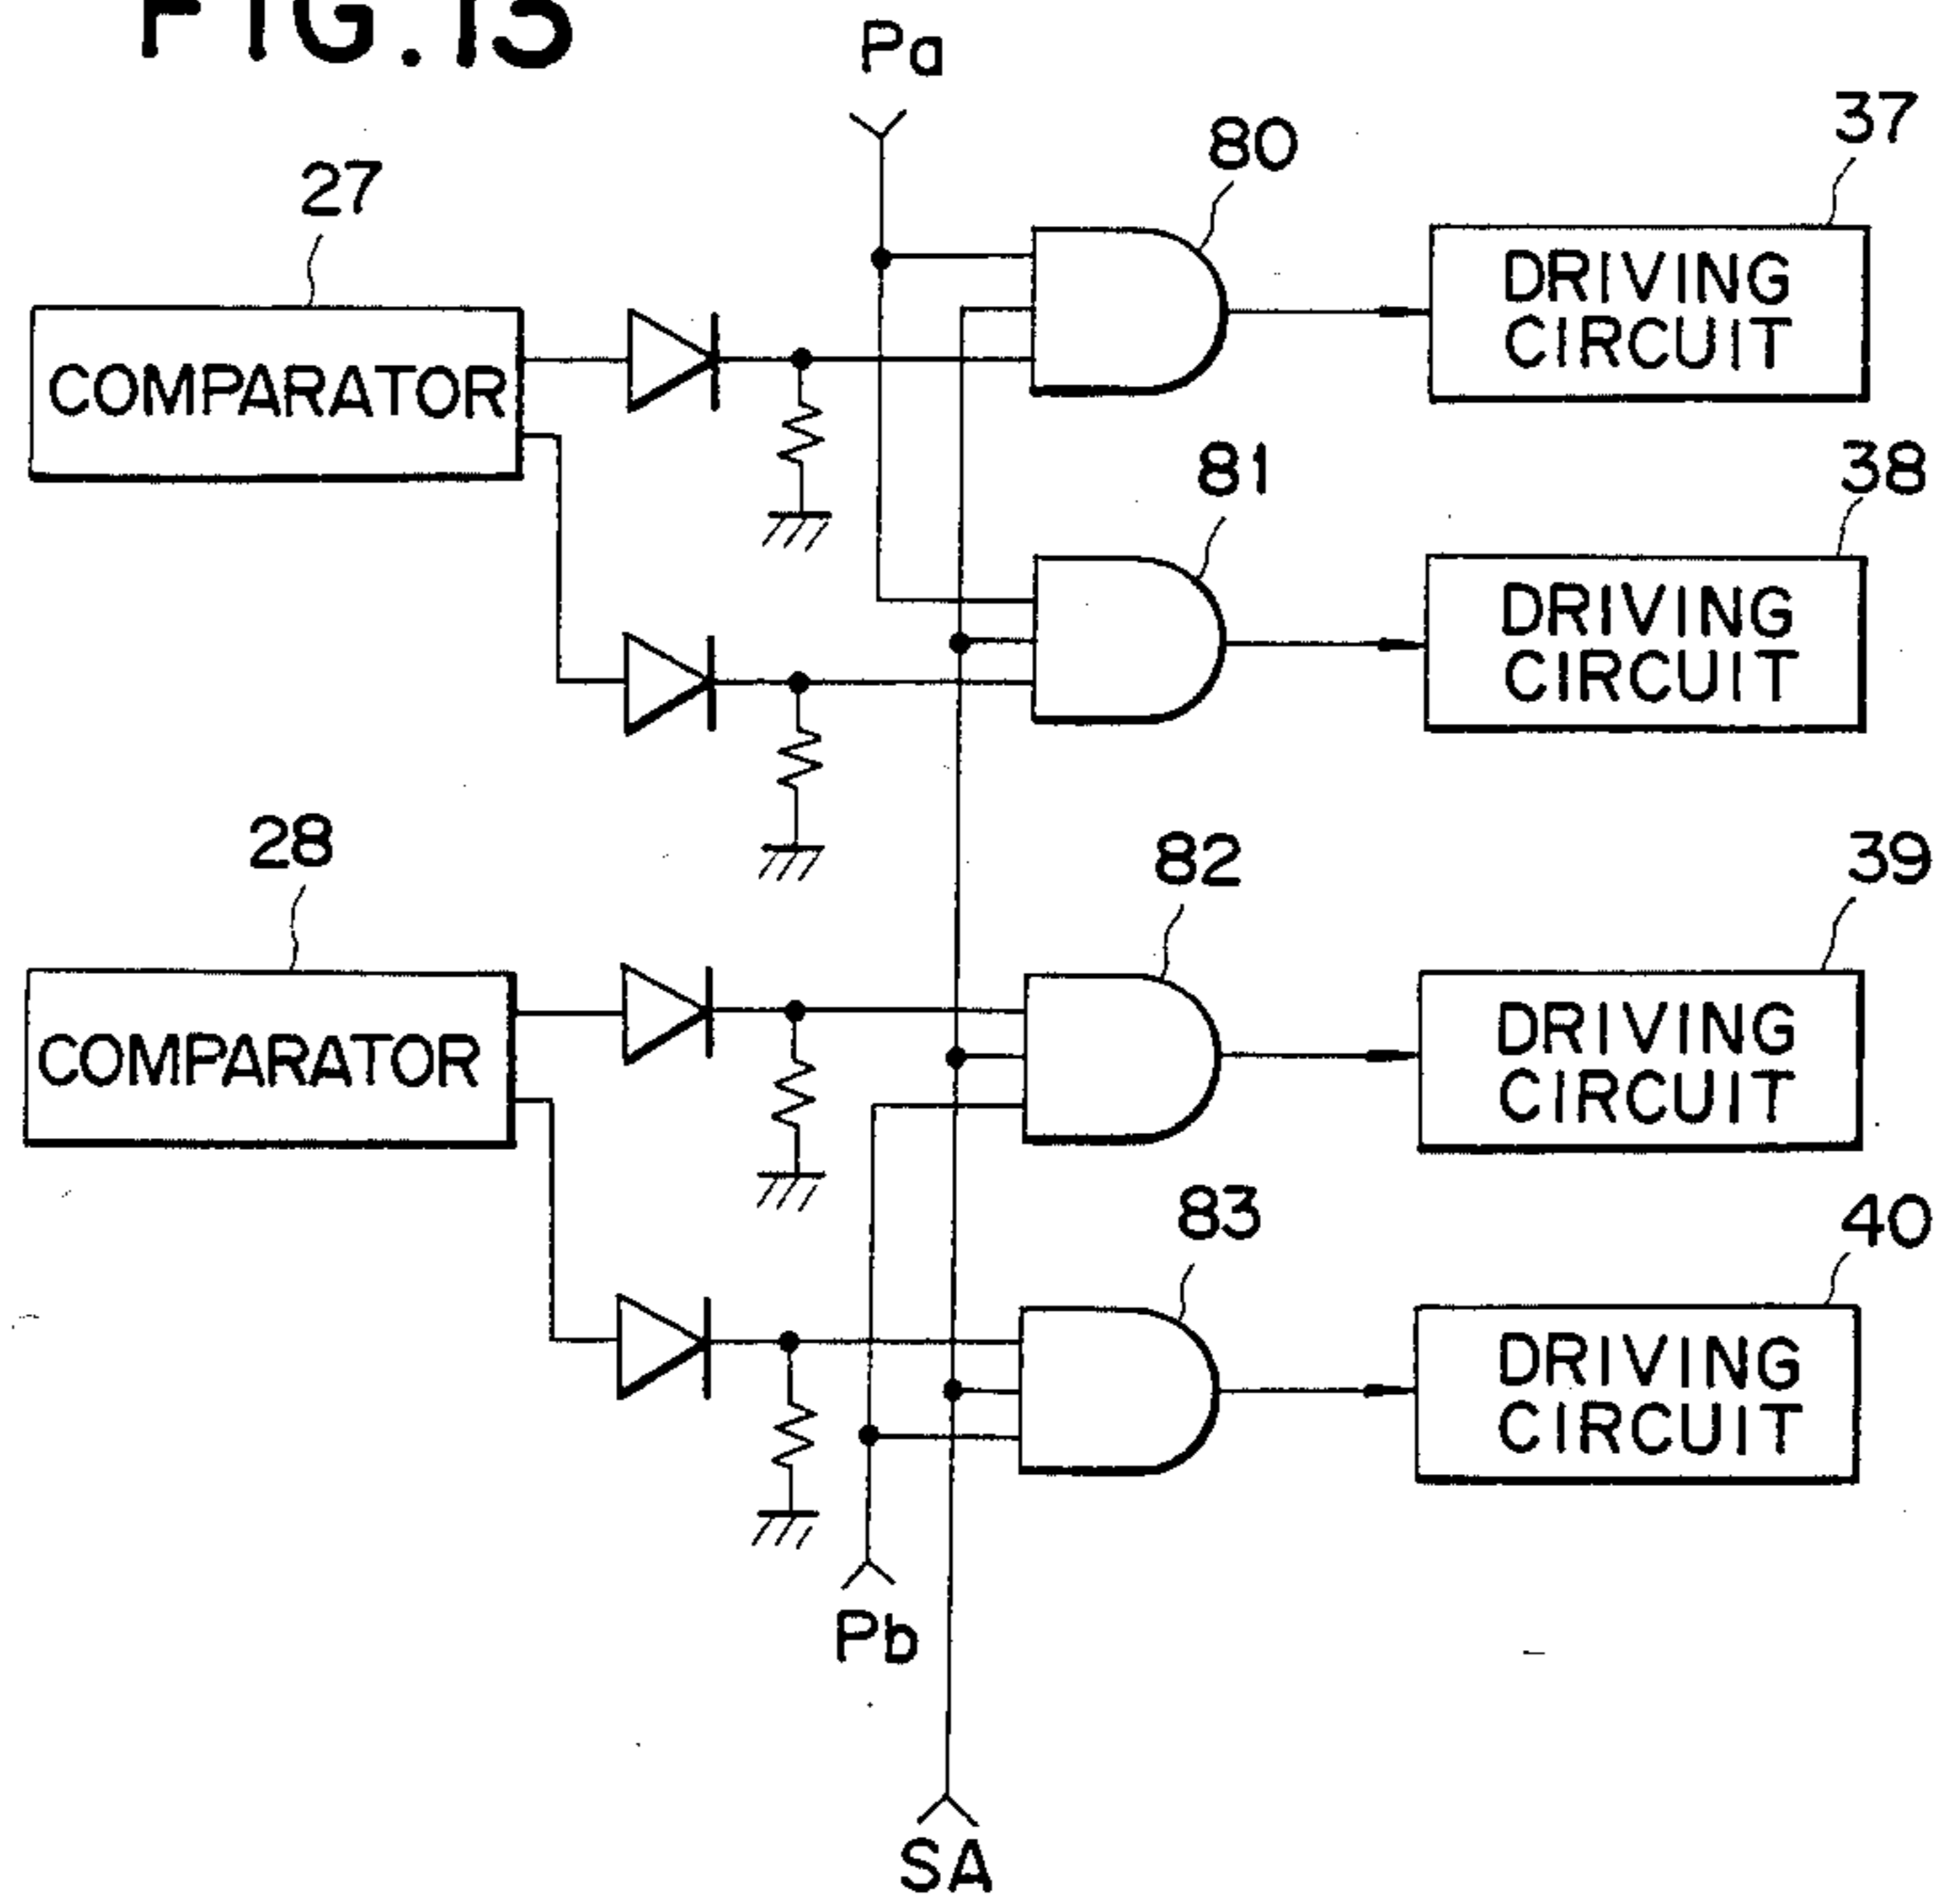 FIG.13
Pa
80
37
27
DRIVING
CIRCUIT
COMPARATOR
81
38
DRIVING
CIRCUIT
28
82
39
COMPARATOR
DRIVING
CIRCUIT
83
40
DRIVING
CIRCUIT
Pb
SA